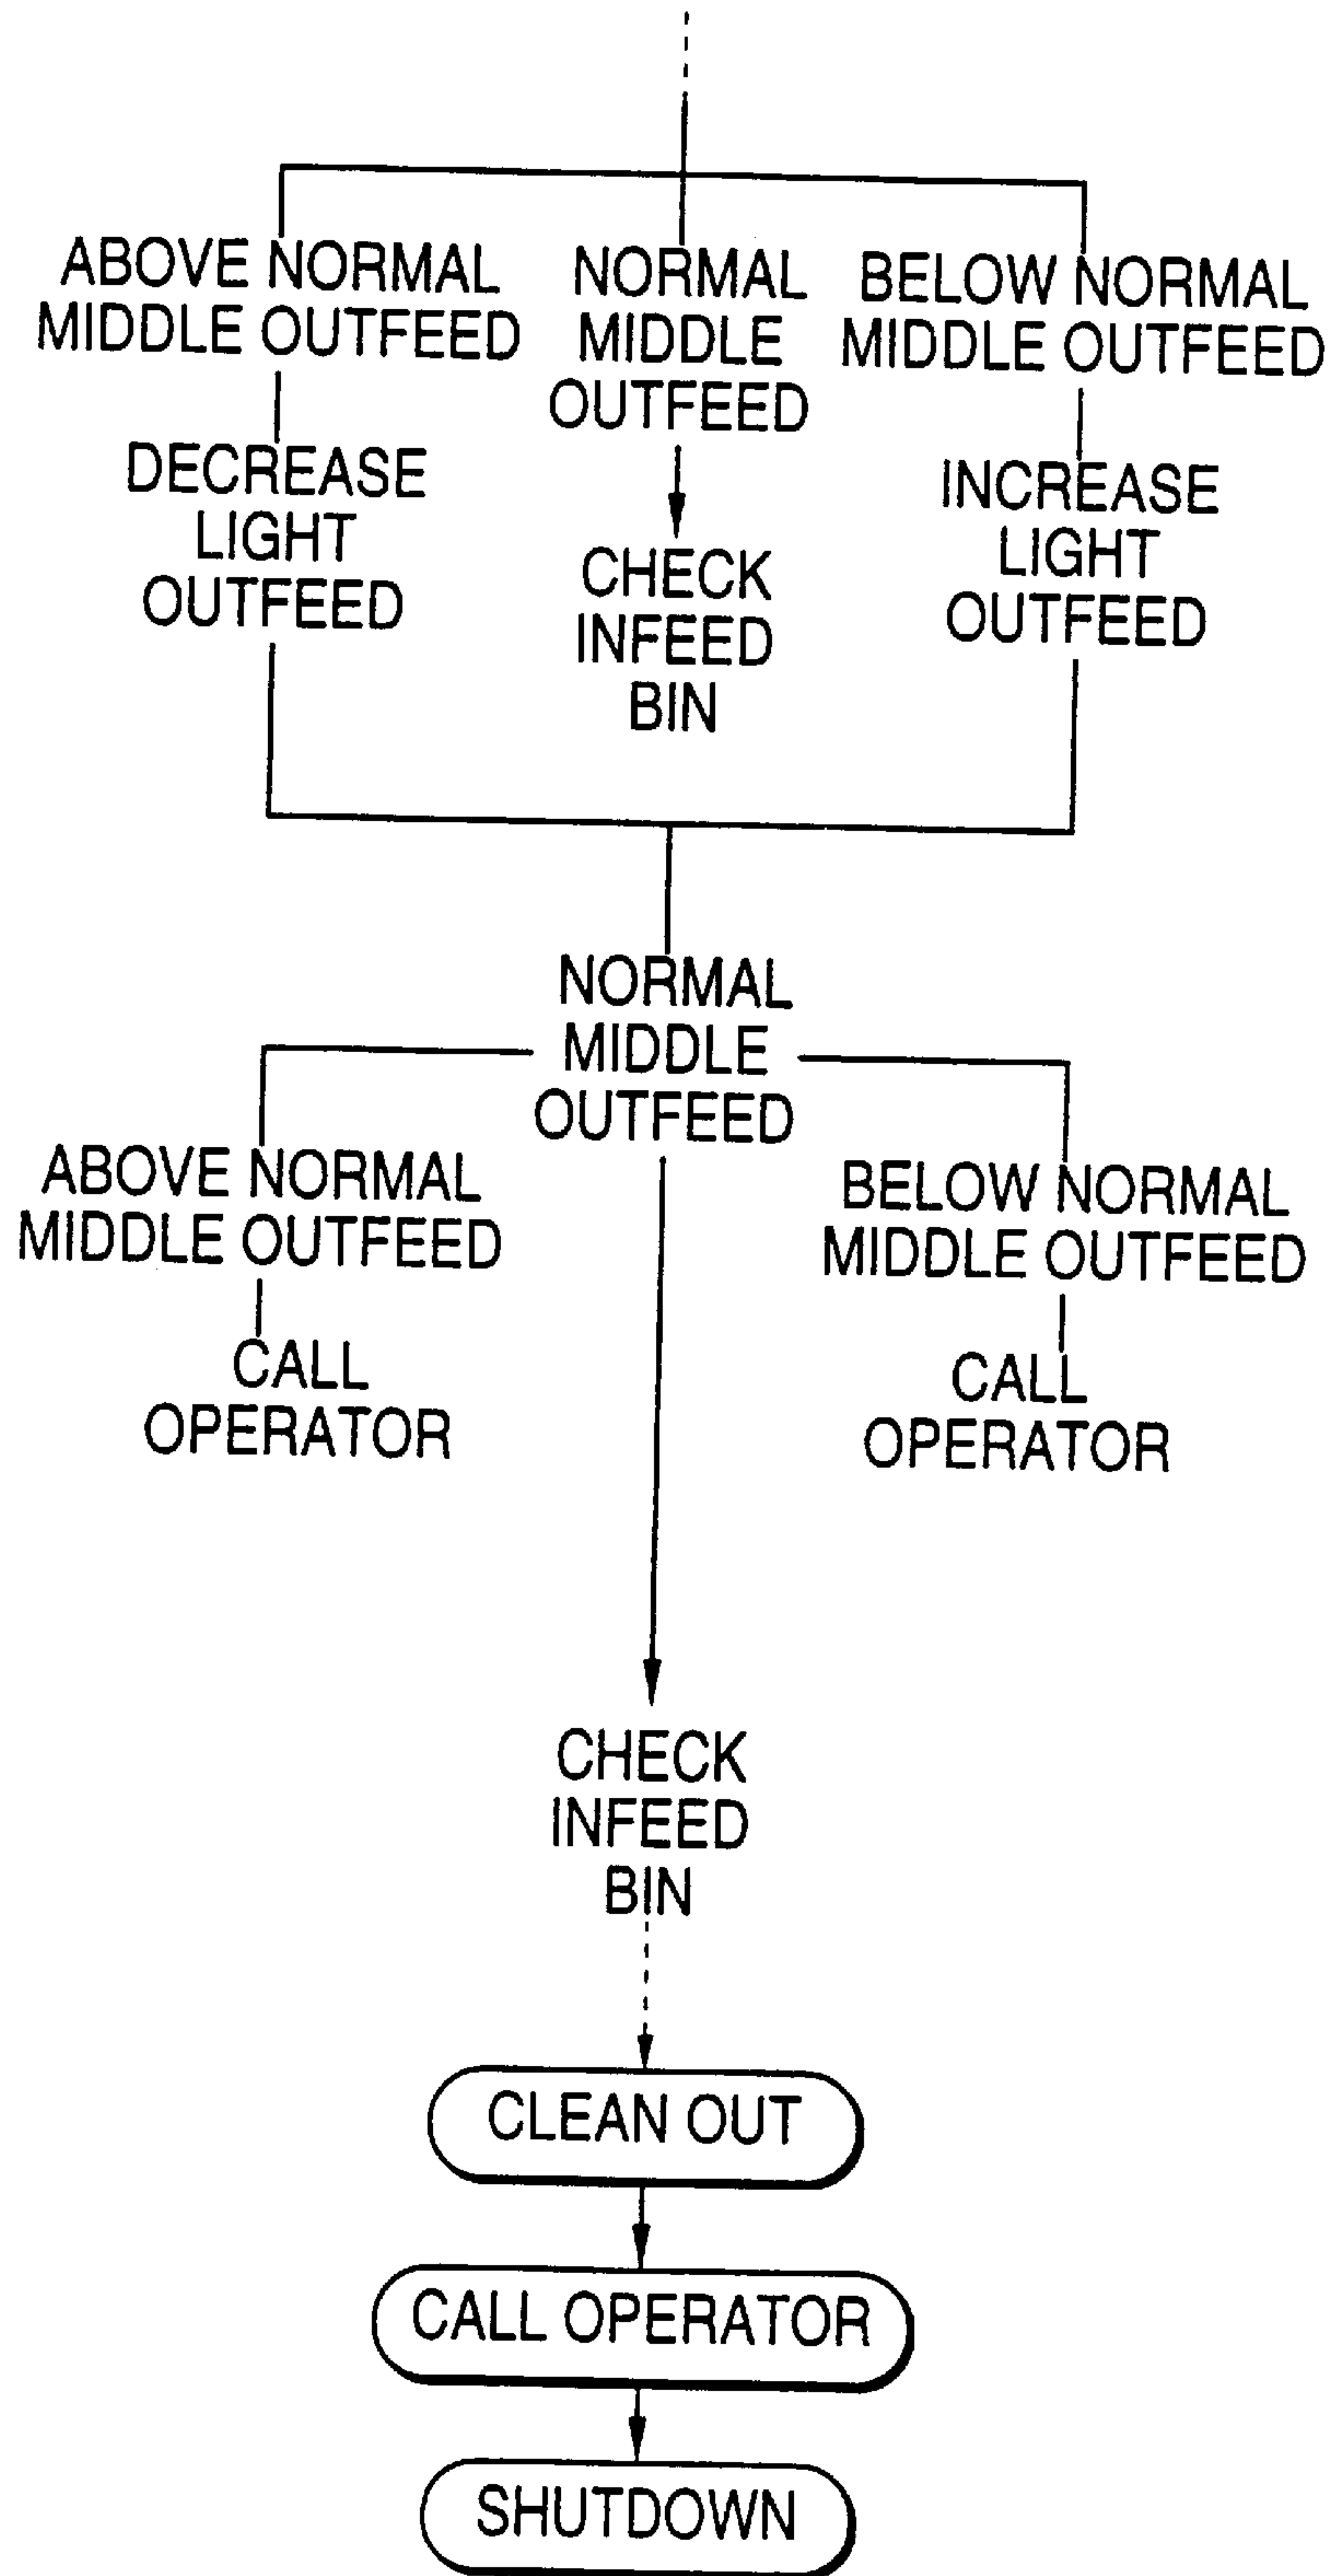 ABOVE NORMAL
MIDDLE OUTFEED
NORMAL
MIDDLE
OUTFEED
BELOW NORMAL
MIDDLE OUTFEED
DECREASE
LIGHT
OUTFEED
CHECK
INFEED
BIN
INCREASE
LIGHT
OUTFEED
NORMAL
MIDDLE
OUTFEED
ABOVE NORMAL
MIDDLE OUTFEED
BELOW NORMAL
MIDDLE OUTFEED
CALL
OPERATOR
CALL
OPERATOR
CHECK
INFEED
BIN
CLEAN OUT
CALL OPERATOR
SHUTDOWN